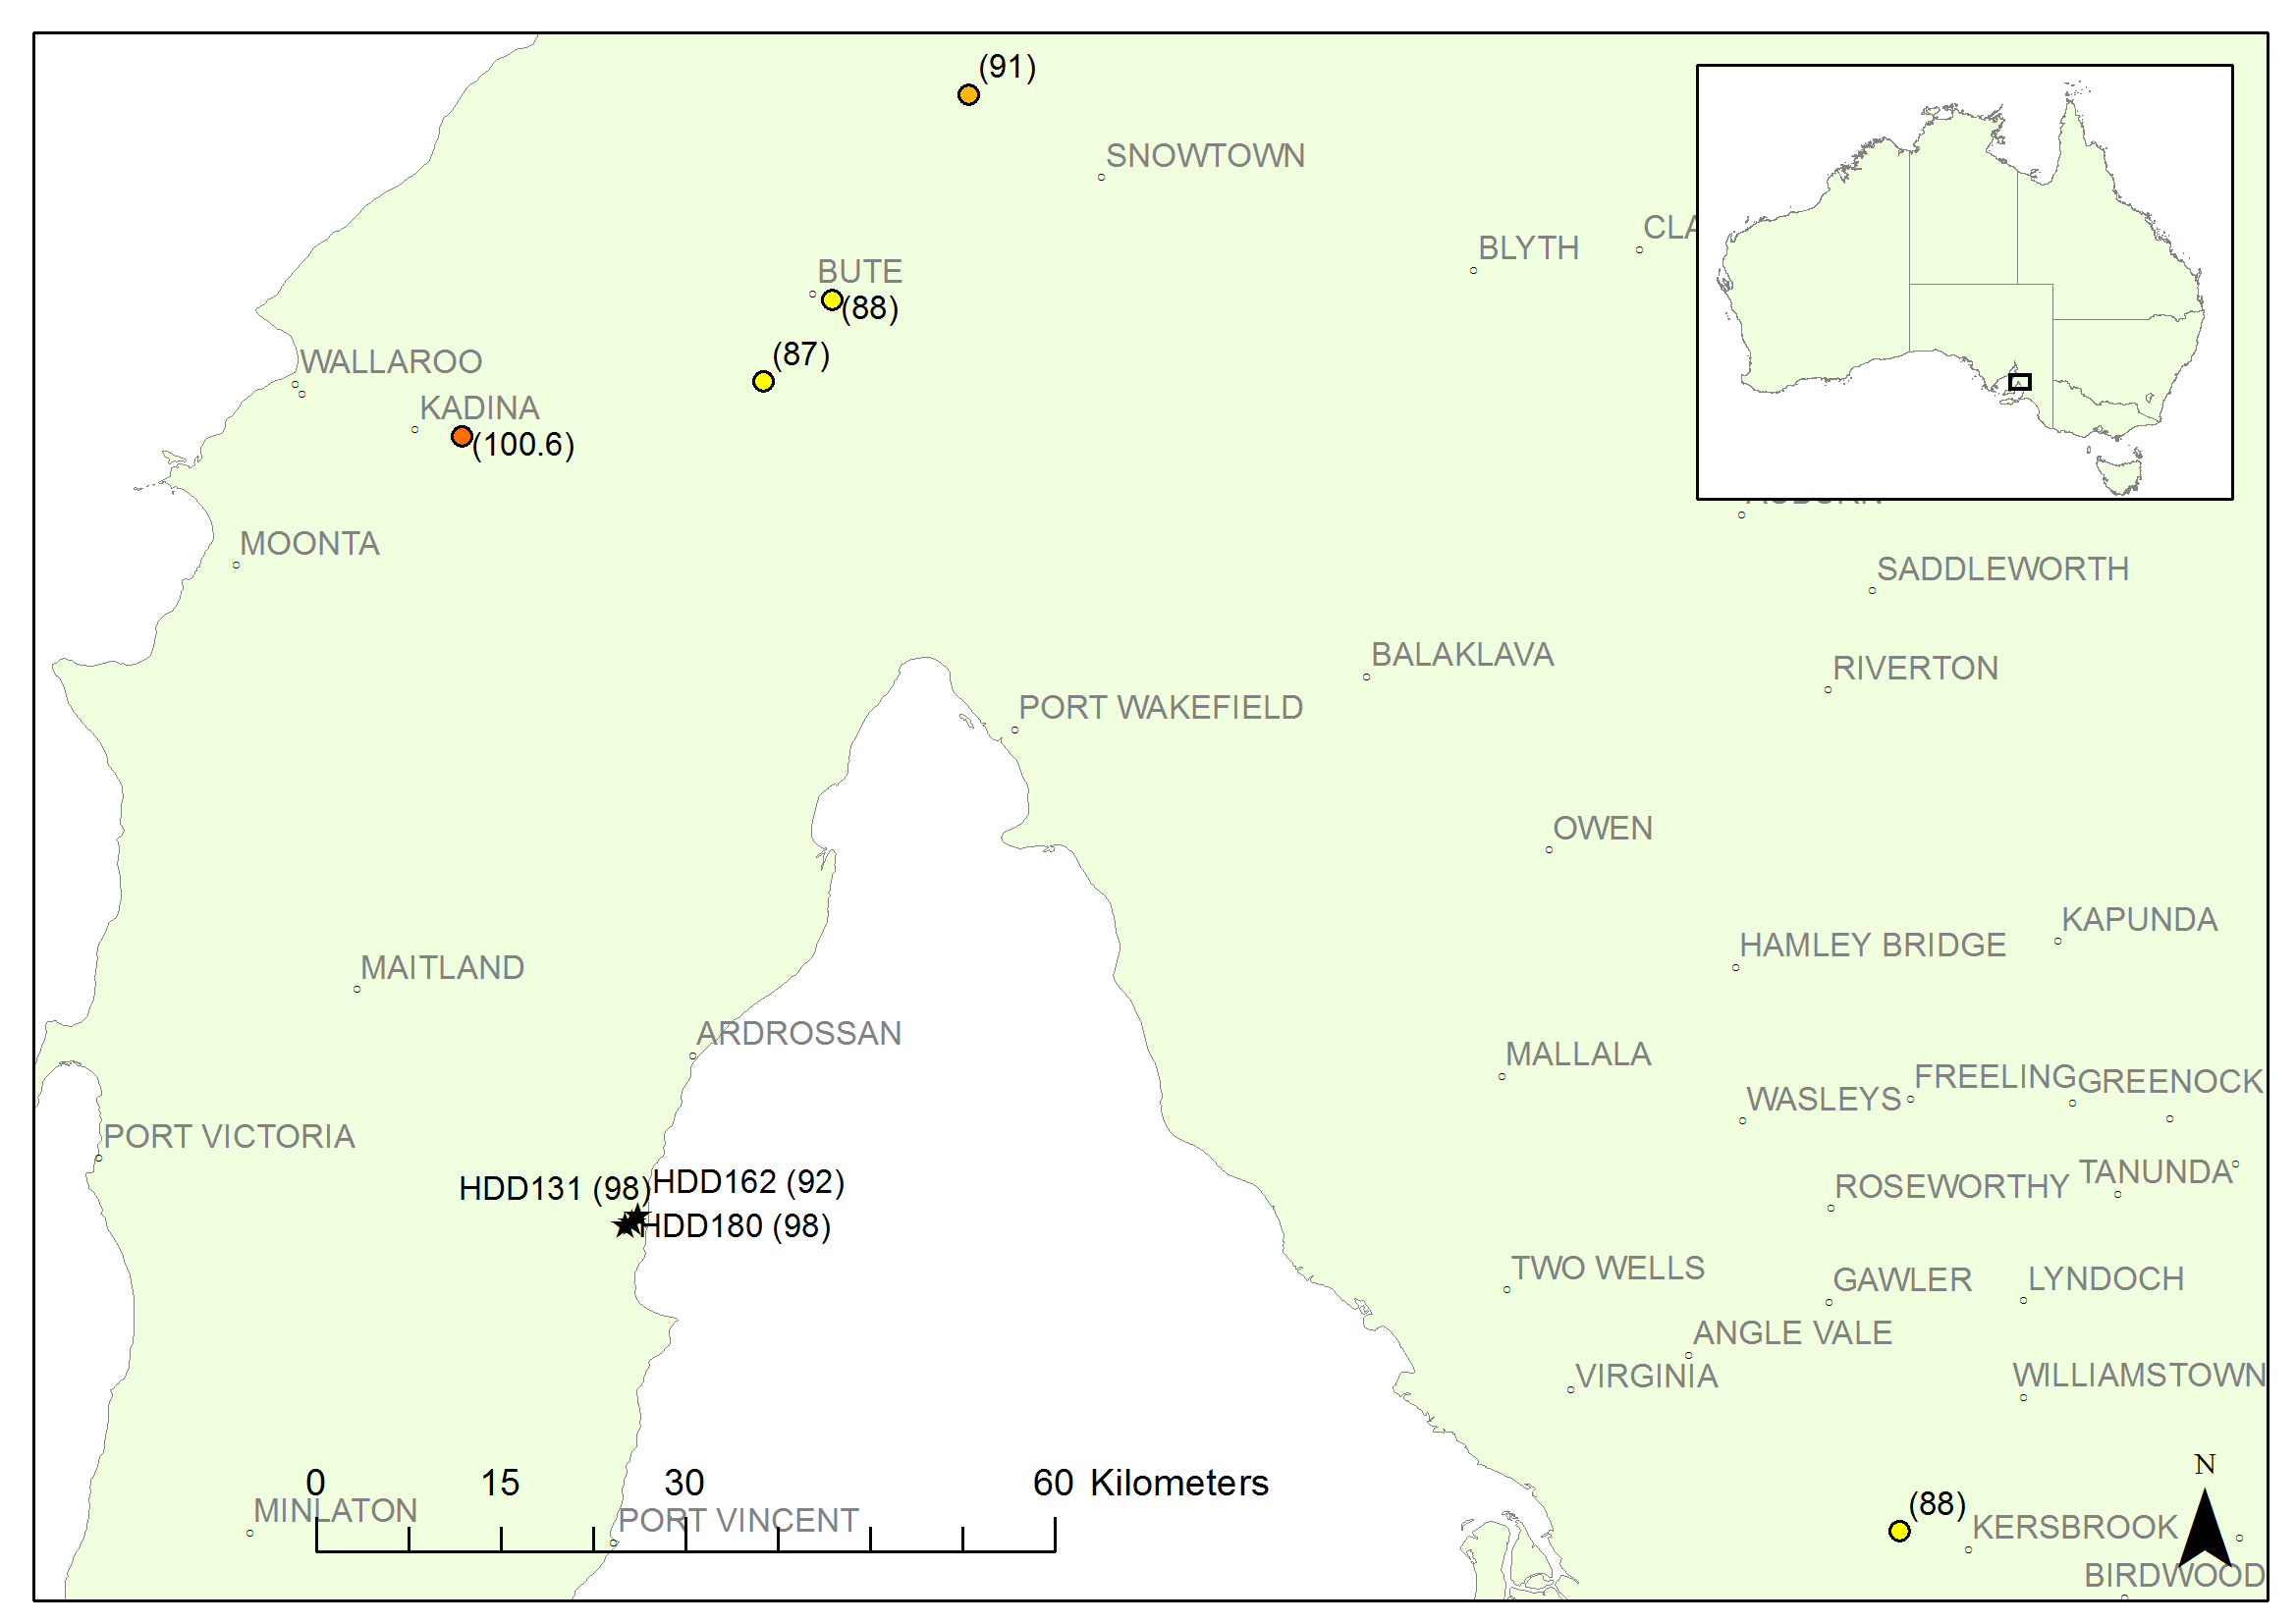 (91)
SNOWTOWN
BLYTH
CLA
BUTE
(88)
(87)
WALLAROO
KADINA
(100.6)
MOONTA
SADDLEWORTH
BALAKLAVA
RIVERTON
PORT WAKEFIELD
OWEN
KAPUNDA
HAMLEY BRIDGE
MAITLAND
ARDROSSAN
MALLALA
FREELING
GREENOCK
WASLEYS
PORT VICTORIA
HDD131 (98)
HDD162 (92)
HDD180 (98)
TANUNDA
ROSEWORTHY
TWO WELLS
GAWLER
LYNDOCH
ANGLE VALE
VIRGINIA
WILLIAMSTOWN
N
0 15 30 60 Kilometers
MINLATON
PORT VINCENT
(88)
KERSBROOK
BIRDWOOD